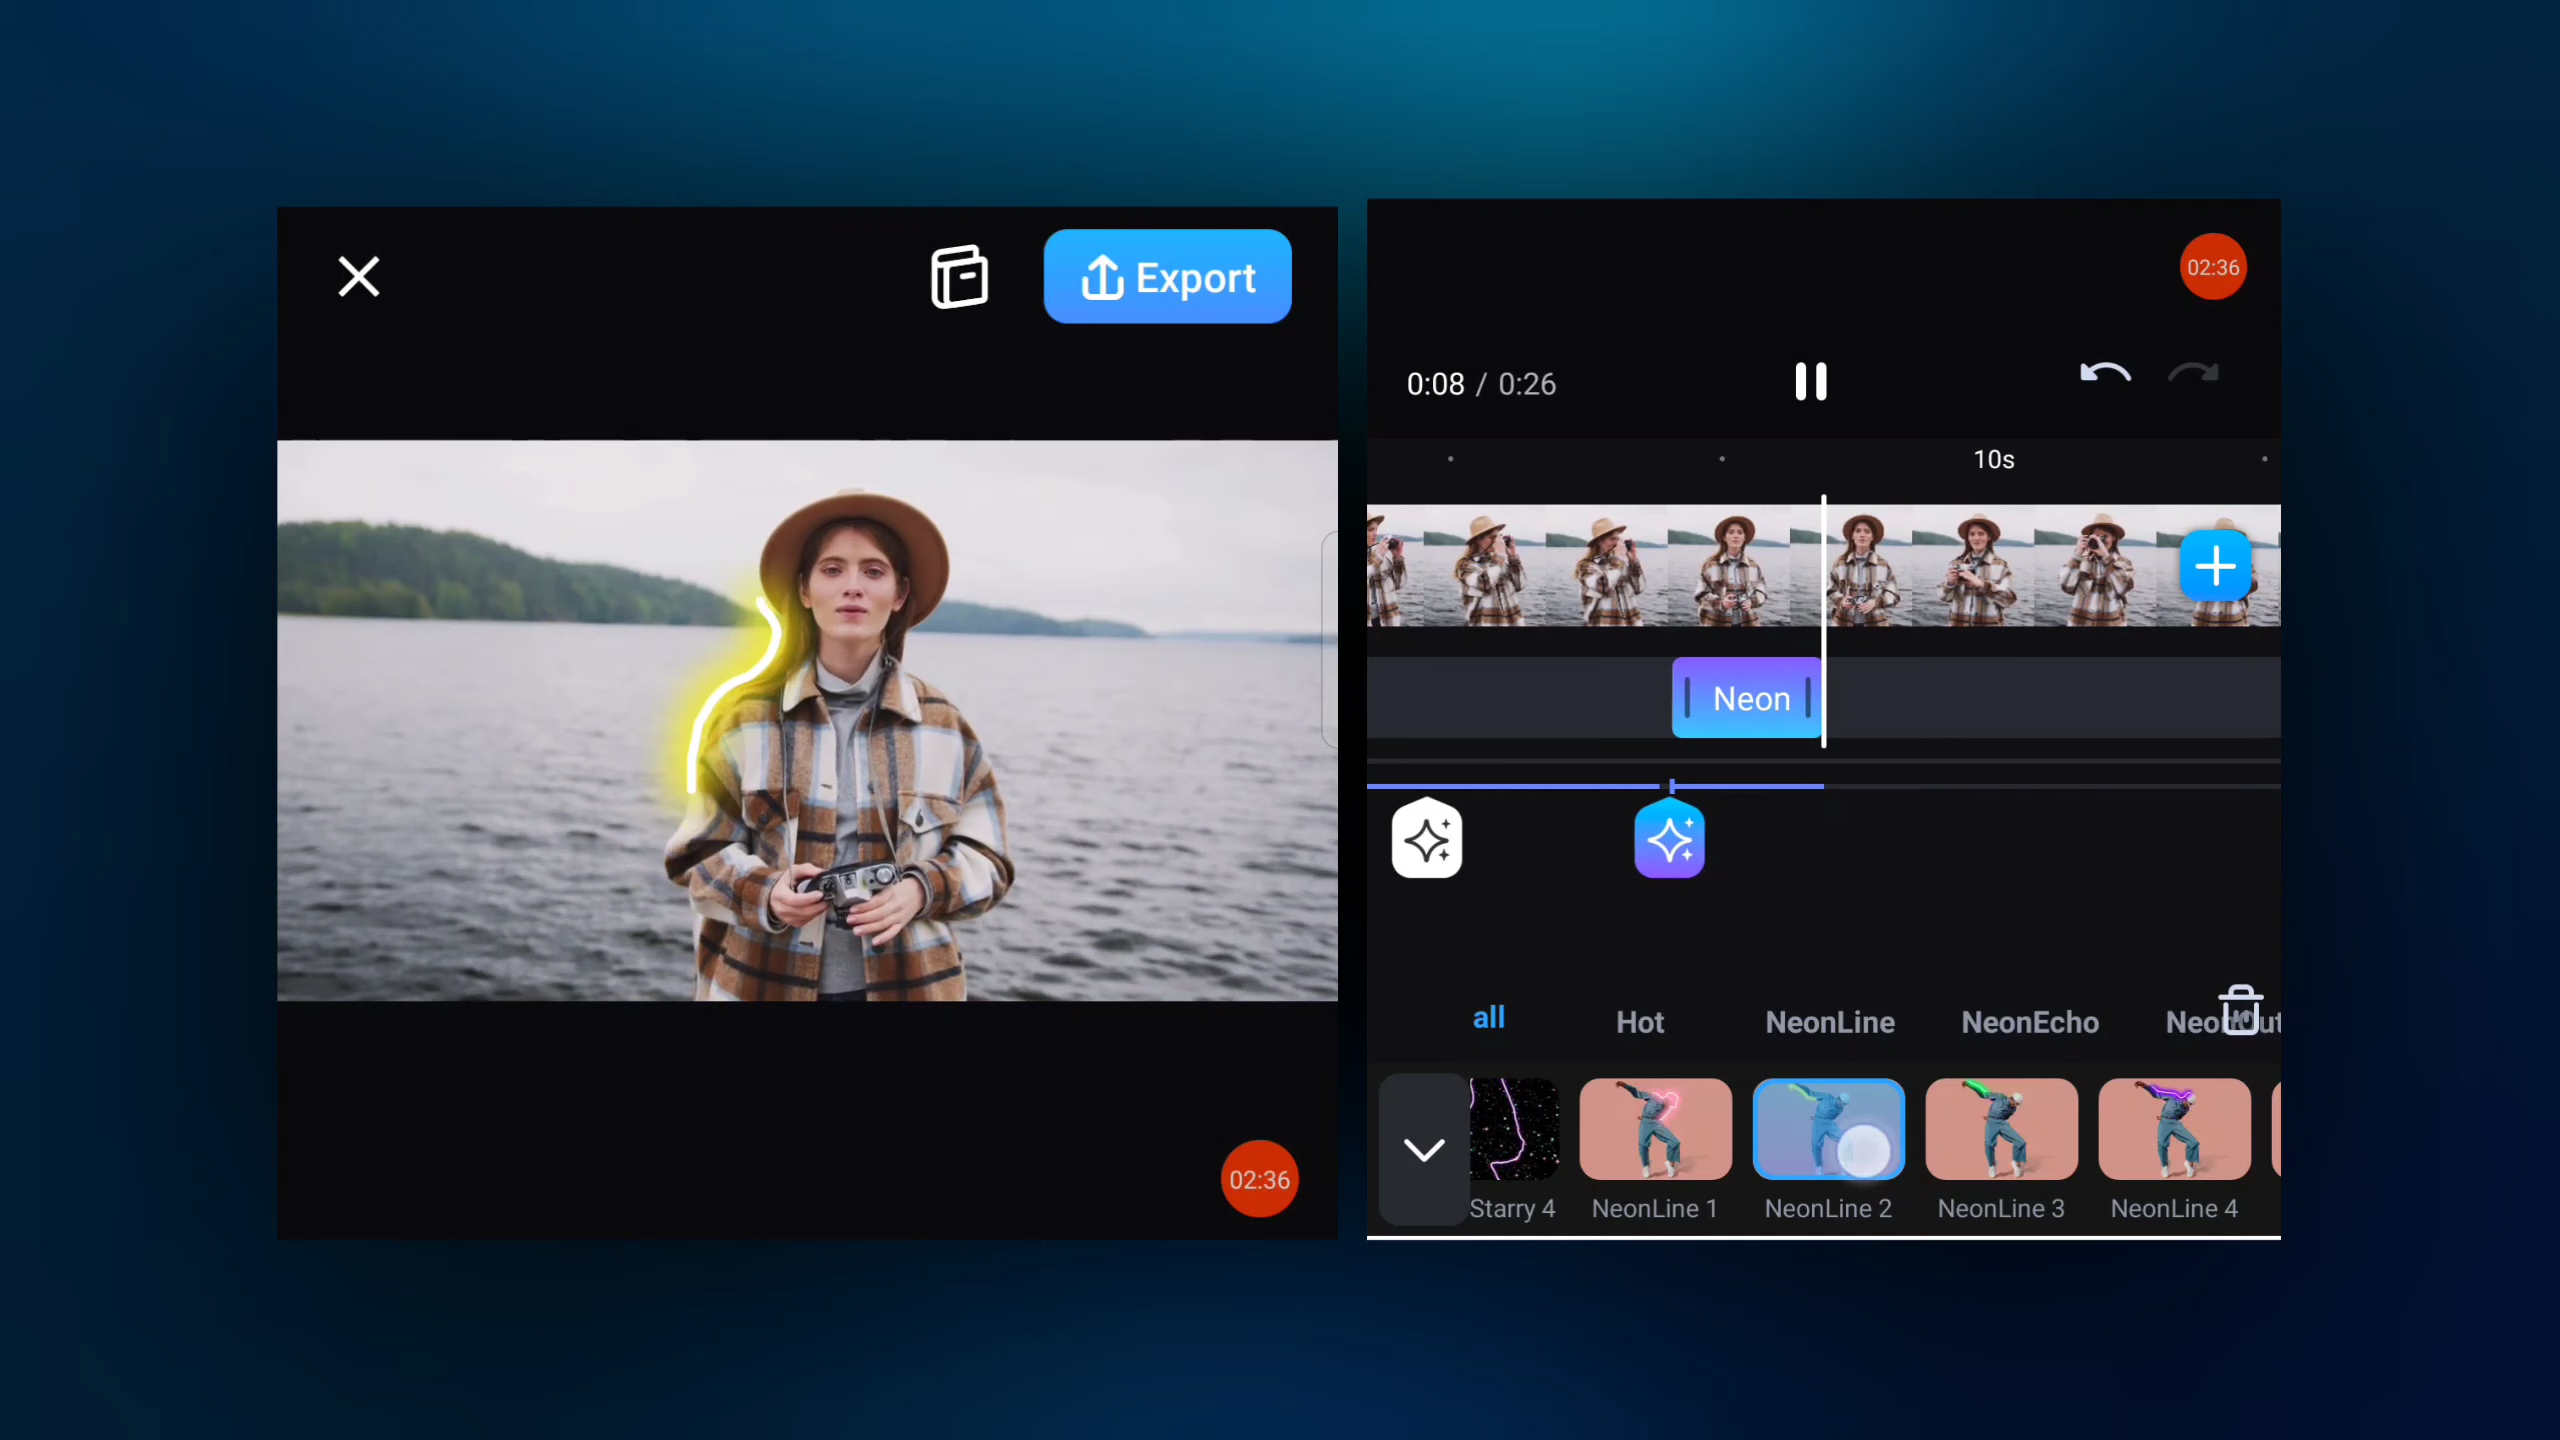 Export
02:36
02:36
0:08 / 0:26
10s
Neon
all
Hot
NeonLine
NeonEcho
Starry 4
NeonLine 1
NeonLine 2
NeonLine 3
NeonLine 4